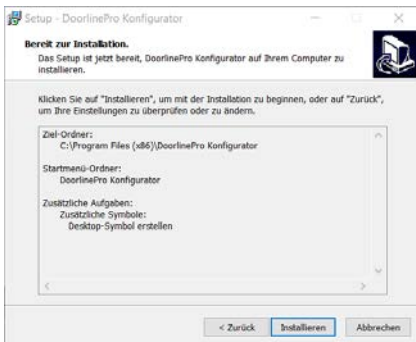 Setup - DoorlinePro Konfigurator
Bereit zur Installation.
Das Setup ist jetzt bereit, DoorlinePro Konfigurator auf Ihrem Computer zu
installieren.
Klicken Sie auf "Installieren", um mit der Installation zu beginnen, oder auf "Zurück",
um Ihre Einstellungen zu überprüfen oder zu ändern.
Ziel-Ordner:
C:\Program Files (x86)\DoorlinePro Konfigurator
Startmenü-Ordner:
DoorlinePro Konfigurator
Zusätzliche Aufgaben:
Zusätzliche Symbole:
Desktop-Symbol erstellen
< Zurück Installieren Abbrechen